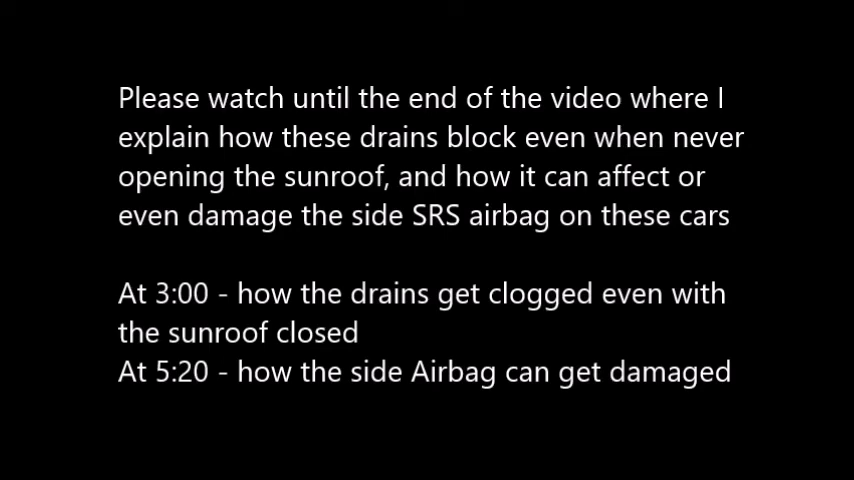 Please watch until the end of the video where I
explain how these drains block even when never
opening the sunroof, and how it can affect or
even damage the side SRS airbag on these cars
At 3:00 - how the drains get clogged even with
the sunroof closed
At 5:20 - how the side Airbag can get damaged